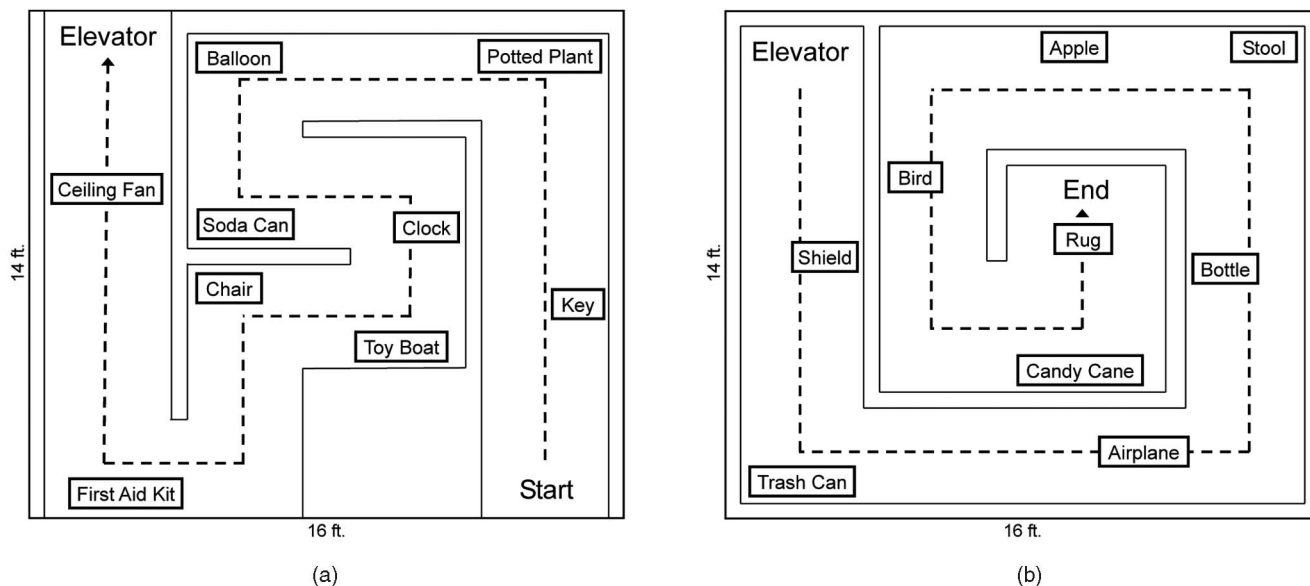 Elevator
Balloon
Potted Plant
Ceiling Fan
Soda Can
Clock
Chair
Key
Toy Boat
First Aid Kit
Start
14 ft.
16 ft.
(a)
Elevator
Apple
Stool
Bird
End
Rug
Shield
Bottle
Candy Cane
Airplane
Trash Can
14 ft.
16 ft.
(b)